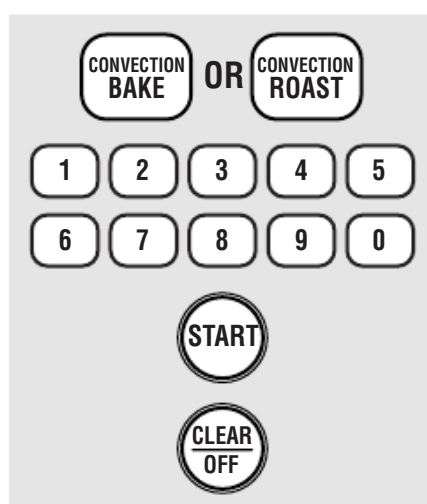 CONVECTION BAKE OR CONVECTION ROAST
1 2 3 4 5
6 7 8 9 0
START
CLEAR
OFF